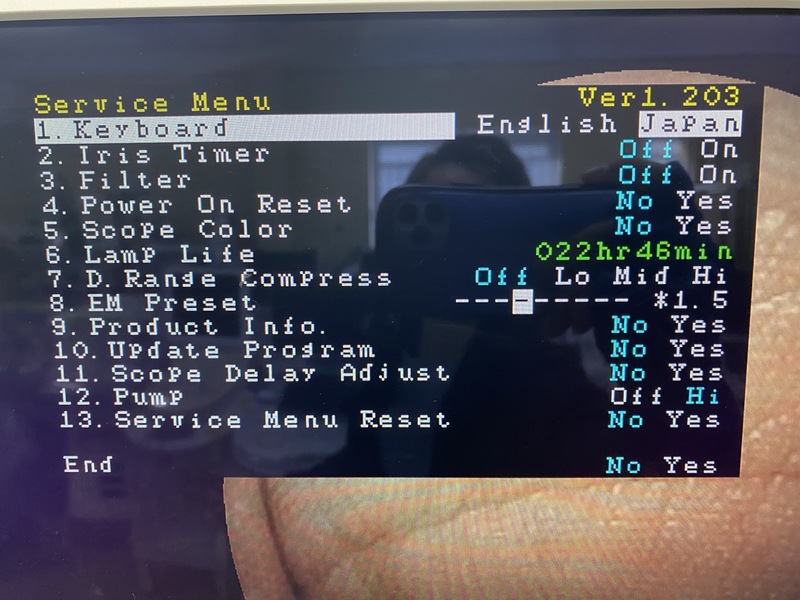 Service Menu Ver1.203
1.Keyboard English Japan
2. Iris Timer Off On
3. Filter Off On
4. Power On Reset No Yes
5. Scope Color No Yes
6. Lamp Life 022hr46min
7. D.Range Compress Off Lo Mid Hi
8. EM Preset ---------- *1.5
9. Product Info. No Yes
10. Update Program No Yes
11. Scope Delay Adjust No Yes
12. Pump Off Hi
13. Service Menu Reset No Yes
End No Yes